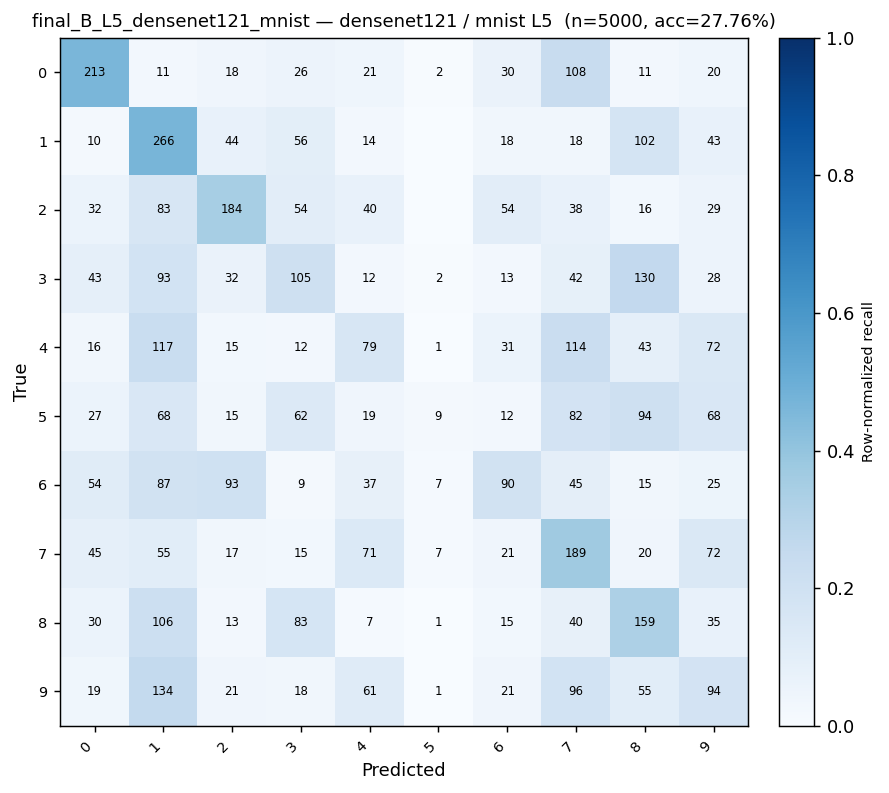 final_B_L5_densenet121_mnist — densenet121 / mnist L5 (n=5000, acc=27.76%)
True
0 213 11 18 26 21 2 30 108 11 20
1 10 266 44 56 14 18 18 102 43
2 32 83 184 54 40 54 38 16 29
3 43 93 32 105 12 2 13 42 130 28
4 16 117 15 12 79 1 31 114 43 72
5 27 68 15 62 19 9 12 82 94 68
6 54 87 93 9 37 7 90 45 15 25
7 45 55 17 15 71 7 21 189 20 72
8 30 106 13 83 7 1 15 40 159 35
9 19 134 21 18 61 1 21 96 55 94
0 1 2 3 4 5 6 7 8 9
Predicted
1.0
0.8
0.6
0.4
0.2
0.0
Row-normalized recall